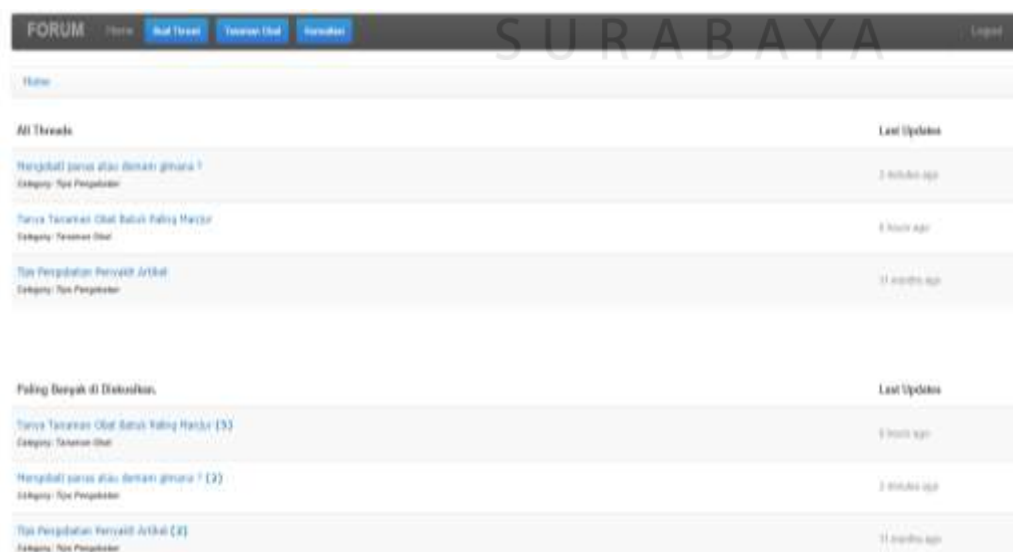 SURABAYA
FORUM Home Buat Thread Tanaman Obat Konsultasi Logout
Home
All Threads Last Updates
Mengobati panas atau demam gimana ?
Category: Tips Pengobatan
2 minutes ago
Tanya Tanaman Obat Batuk Paling Manjur
Category: Tanaman Obat
6 hours ago
Tips Pengobatan Penyakit Artikel
Category: Tips Pengobatan
11 months ago
Paling Banyak di Diskusikan. Last Updates
Tanya Tanaman Obat Batuk Paling Manjur (5)
Category: Tanaman Obat
6 hours ago
Mengobati panas atau demam gimana ? (2)
Category: Tips Pengobatan
2 minutes ago
Tips Pengobatan Penyakit Artikel (2)
Category: Tips Pengobatan
11 months ago